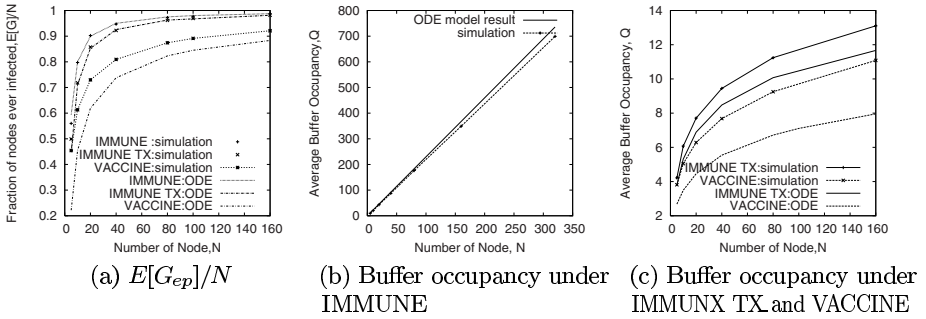 Fraction of nodes ever infected,E[G]/N
1
0.9
0.8
0.7
0.6
0.5
0.4
0.3
0.2
0 20 40 60 80 100 120 140 160
Number of Node,N
IMMUNE :simulation
IMMUNE TX:simulation
VACCINE:simulation
IMMUNE:ODE
IMMUNE TX:ODE
VACCINE:ODE
(a) E[G_{ep}]/N
Average Buffer Occupancy,Q
800
700
600
500
400
300
200
100
0
0 50 100 150 200 250 300 350
Number of Node, N
ODE model result
simulation
(b) Buffer occupancy under
IMMUNE
Average Buffer Occupancy, Q
14
12
10
8
6
4
2
0 20 40 60 80 100 120 140 160
Number of Node, N
IMMUNE TX:simulation
VACCINE:simulation
IMMUNE TX:ODE
VACCINE:ODE
(c) Buffer occupancy under
IMMUNX TX and VACCINE